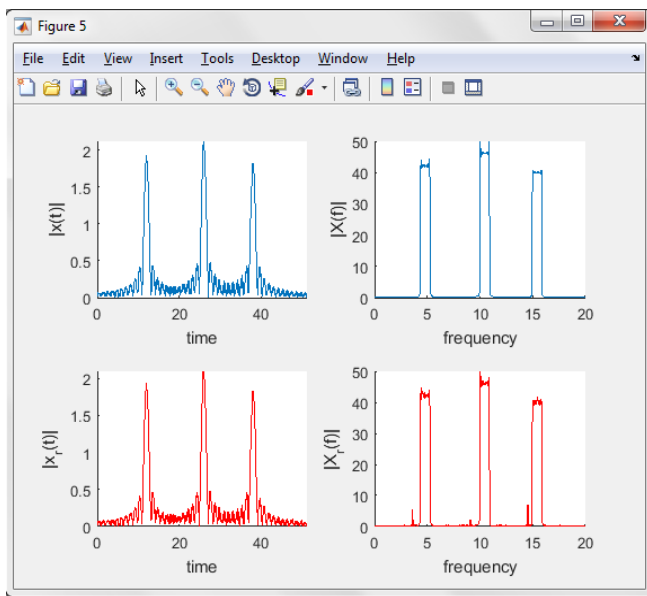 Figure 5
File Edit View Insert Tools Desktop Window Help
2
1.5
1
0.5
0
|x(t)|
0 20 40
time
50
40
30
20
10
0
|X(f)|
0 5 10 15 20
frequency
2
1.5
1
0.5
0
|x_r(t)|
0 20 40
time
50
40
30
20
10
0
|X_r(f)|
0 5 10 15 20
frequency